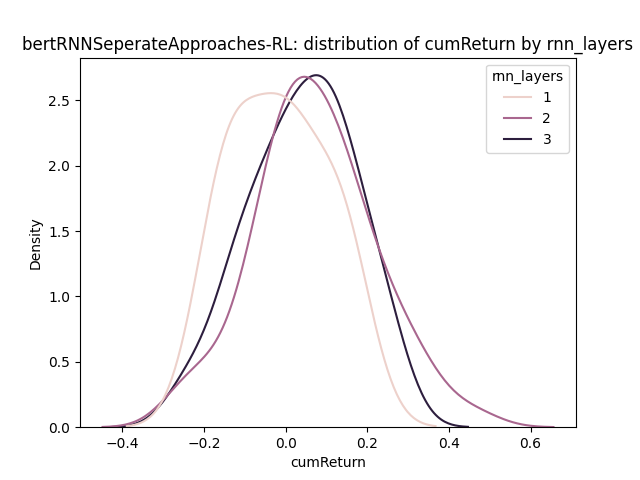 bertRNNSeperateApproaches-RL: distribution of cumReturn by rnn_layers
rnn_layers
1
2
3
Density
2.5
2.0
1.5
1.0
0.5
0.0
−0.4 −0.2 0.0 0.2 0.4 0.6
cumReturn